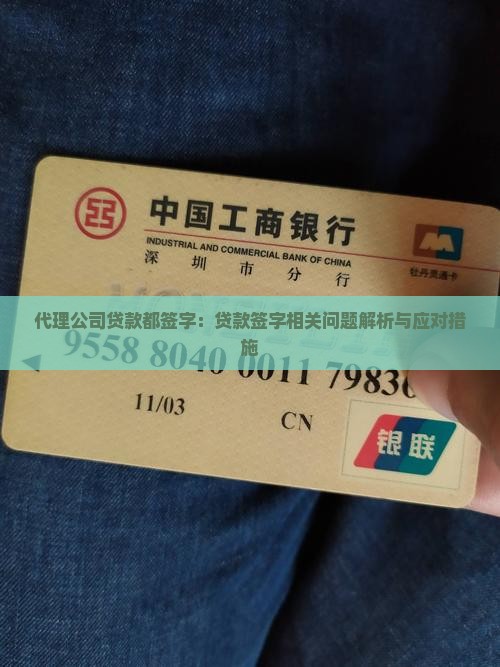 中国工商银行
INDUSTRIAL AND COMMERCIAL BANK OF CHINA
深圳市分行
牡丹灵通卡
代理公司贷款都签字：贷款签字相关问题解析与应对措
施
9558 8040 0011 7983
11/03
CN
银联